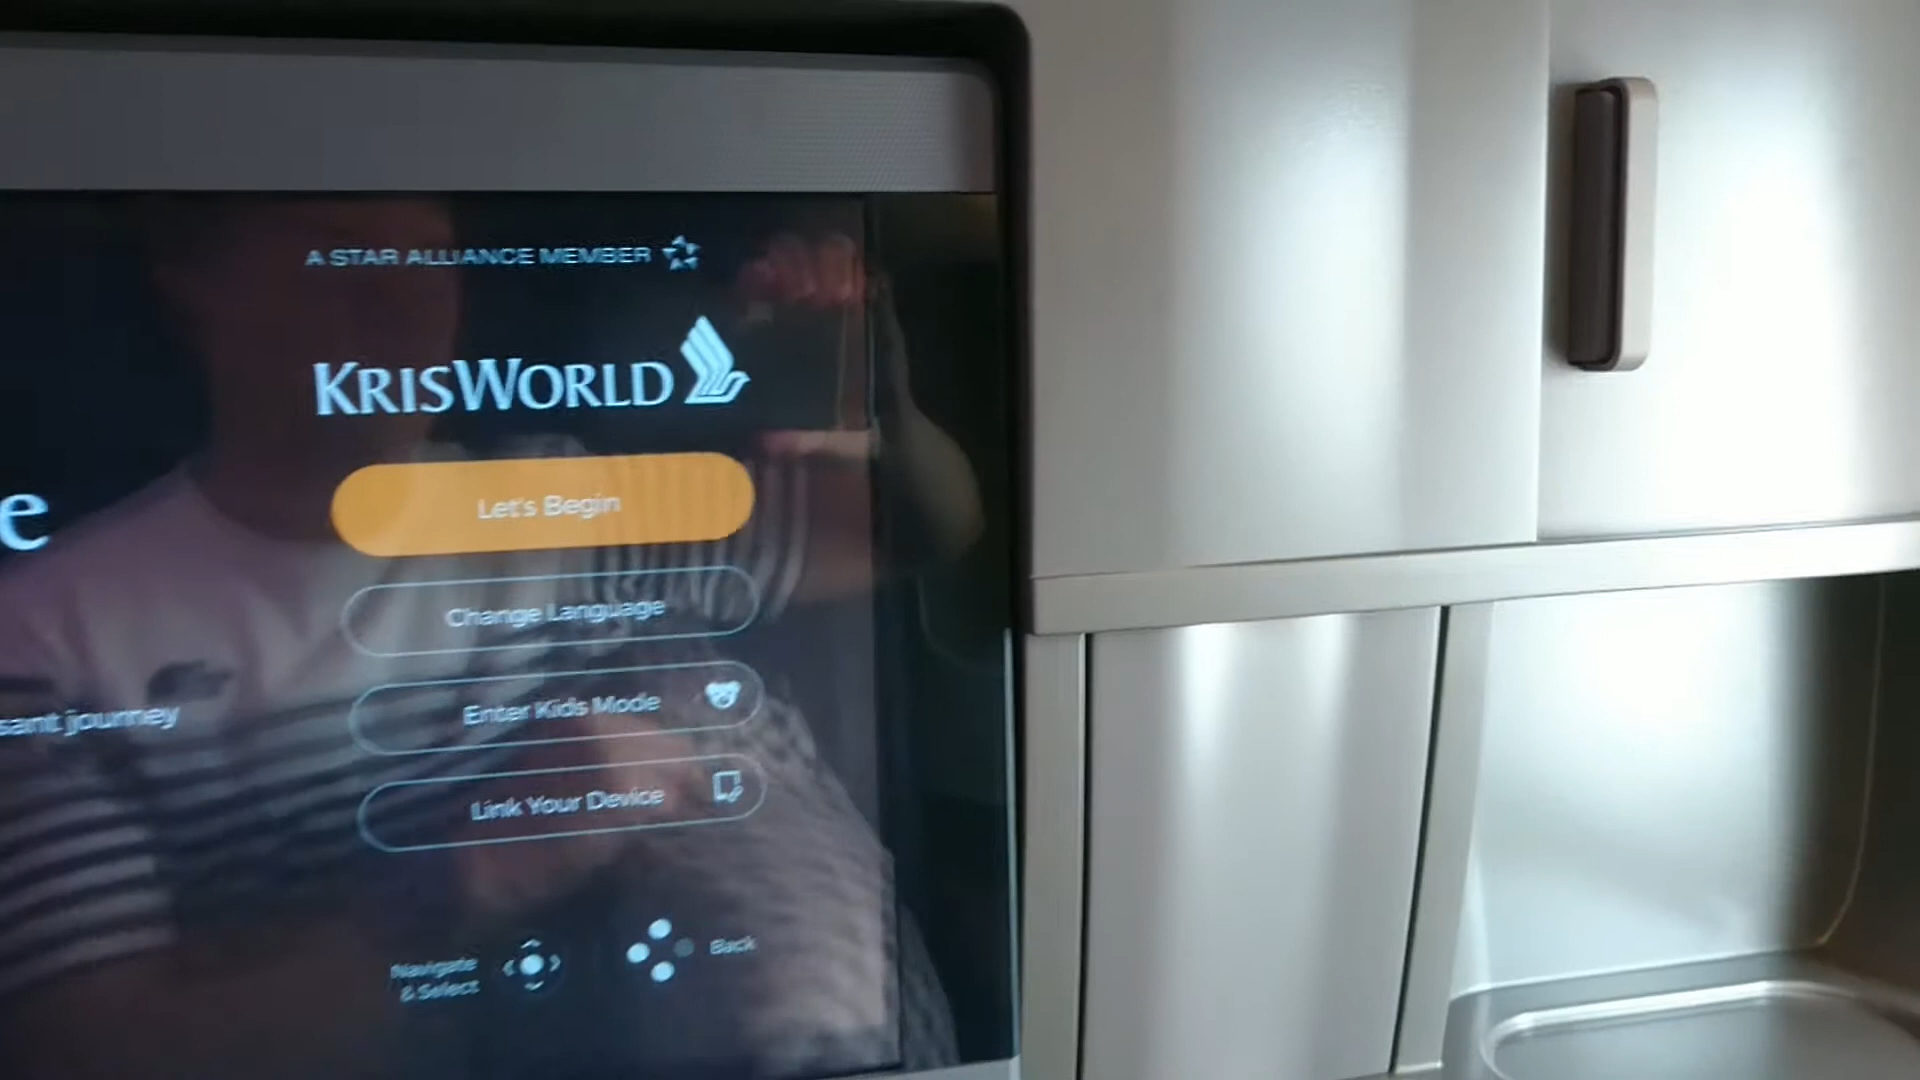 A STAR ALLIANCE MEMBER
KRISWORLD
Let's Begin
e
Change Language
Enter Kids Mode
sant journey
Link Your Device
Navigate
& Select
Back